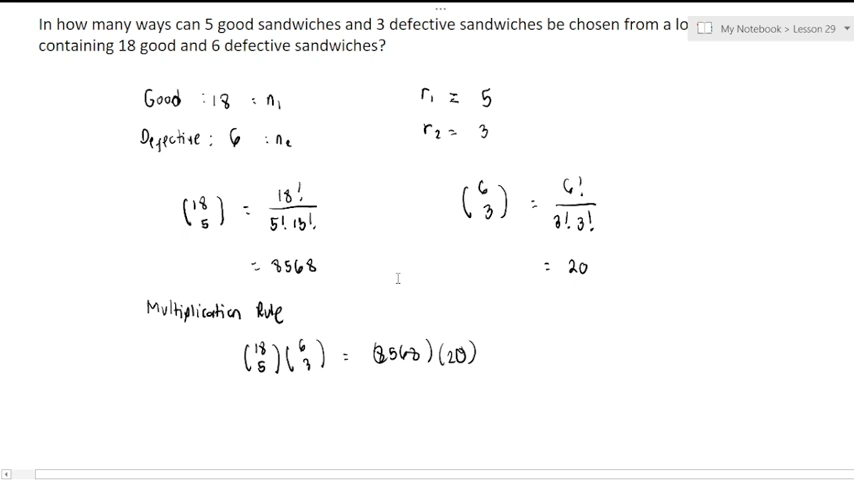 In how many ways can 5 good sandwiches and 3 defective sandwiches be chosen from a lo
My Notebook > Lesson 29
containing 18 good and 6 defective sandwiches?
Good : 18 : n₁
r₁ = 5
Defective : 6 : n₂
r₂ = 3
(18 5) = 18! / 5! 13!
(6 3) = 6! / 3! 3!
= 8568
= 20
Multiplication Rule
(18 5)(6 3) = (8568)(20)